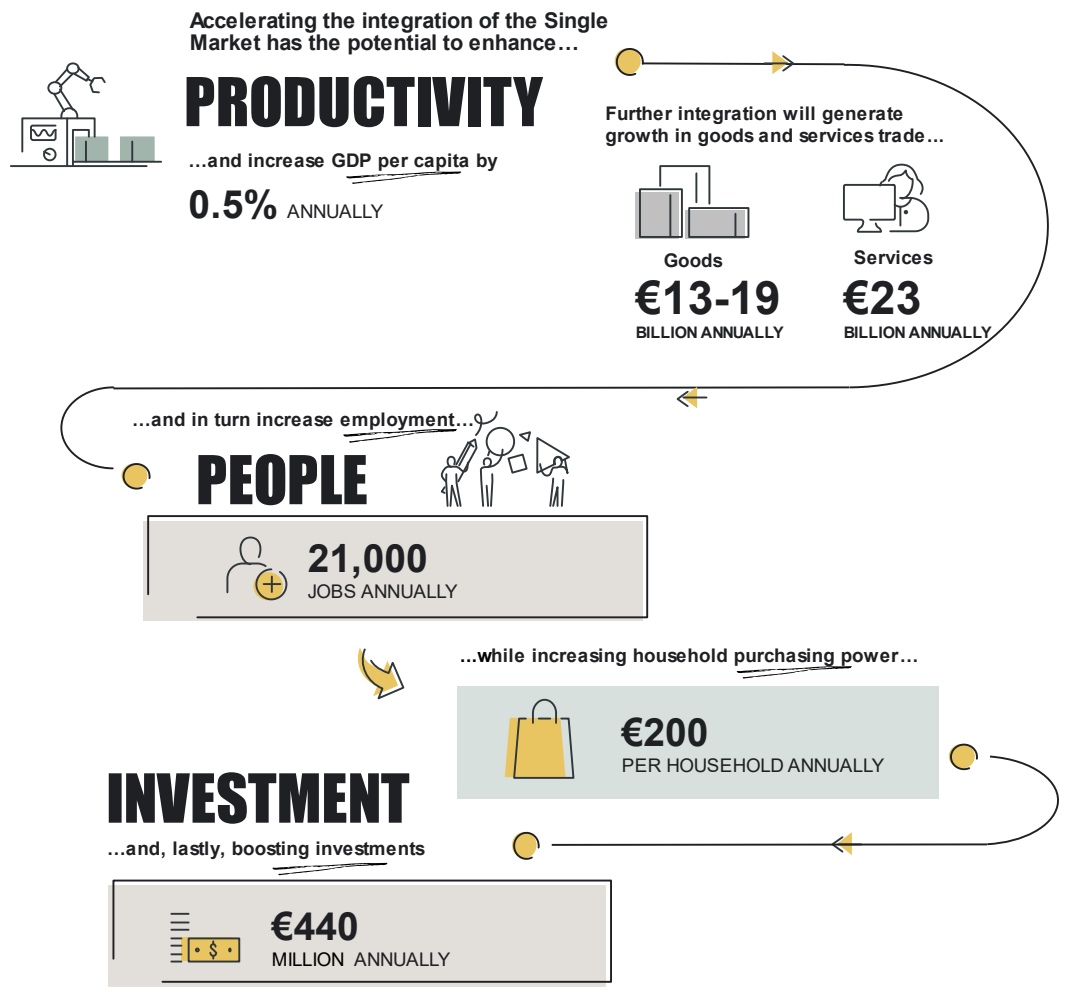 Accelerating the integration of the Single
Market has the potential to enhance…
PRODUCTIVITY
…and increase GDP per capita by
0.5% ANNUALLY
Further integration will generate
growth in goods and services trade…
Goods
€13-19
BILLION ANNUALLY
Services
€23
BILLION ANNUALLY
…and in turn increase employment…
PEOPLE
21,000
JOBS ANNUALLY
…while increasing household purchasing power…
€200
PER HOUSEHOLD ANNUALLY
INVESTMENT
…and, lastly, boosting investments
$
€440
MILLION ANNUALLY